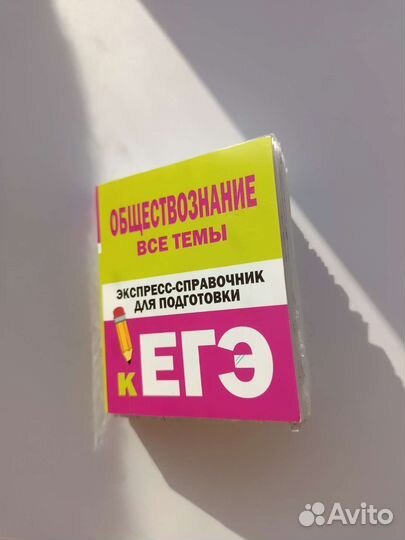 ОБЩЕСТВОЗНАНИЕ
ВСЕ ТЕМЫ
ЭКСПРЕСС-СПРАВОЧНИК
ДЛЯ ПОДГОТОВКИ
К ЕГЭ
Avito